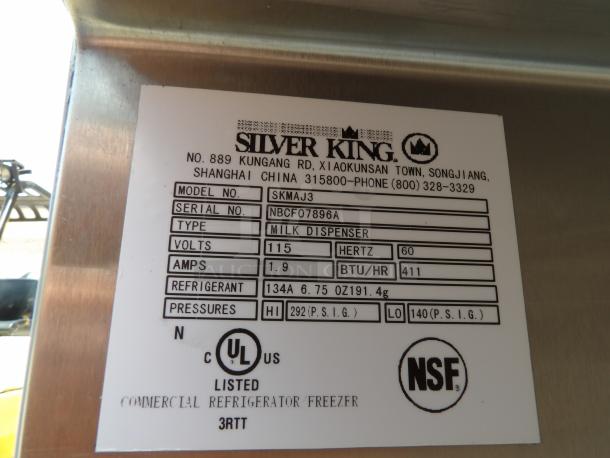 SILVER KING®
NO. 889 KUNGANG RD, XIAOKUNSAN TOWN, SONGJIANG,
SHANGHAI CHINA 315800-PHONE (800) 328-3329
MODEL NO. SKMAJ3
SERIAL NO. NBCF07896A
TYPE MILK DISPENSER
VOLTS 115 HERTZ 60
AMPS 1.9 BTU/HR 411
REFRIGERANT 134A 6.75 OZ191.4g
PRESSURES HI 292(P.S.I.G.) LO 140(P.S.I.G.)
N
C UL US
LISTED
COMMERCIAL REFRIGERATOR/FREEZER
3RTT
NSF®